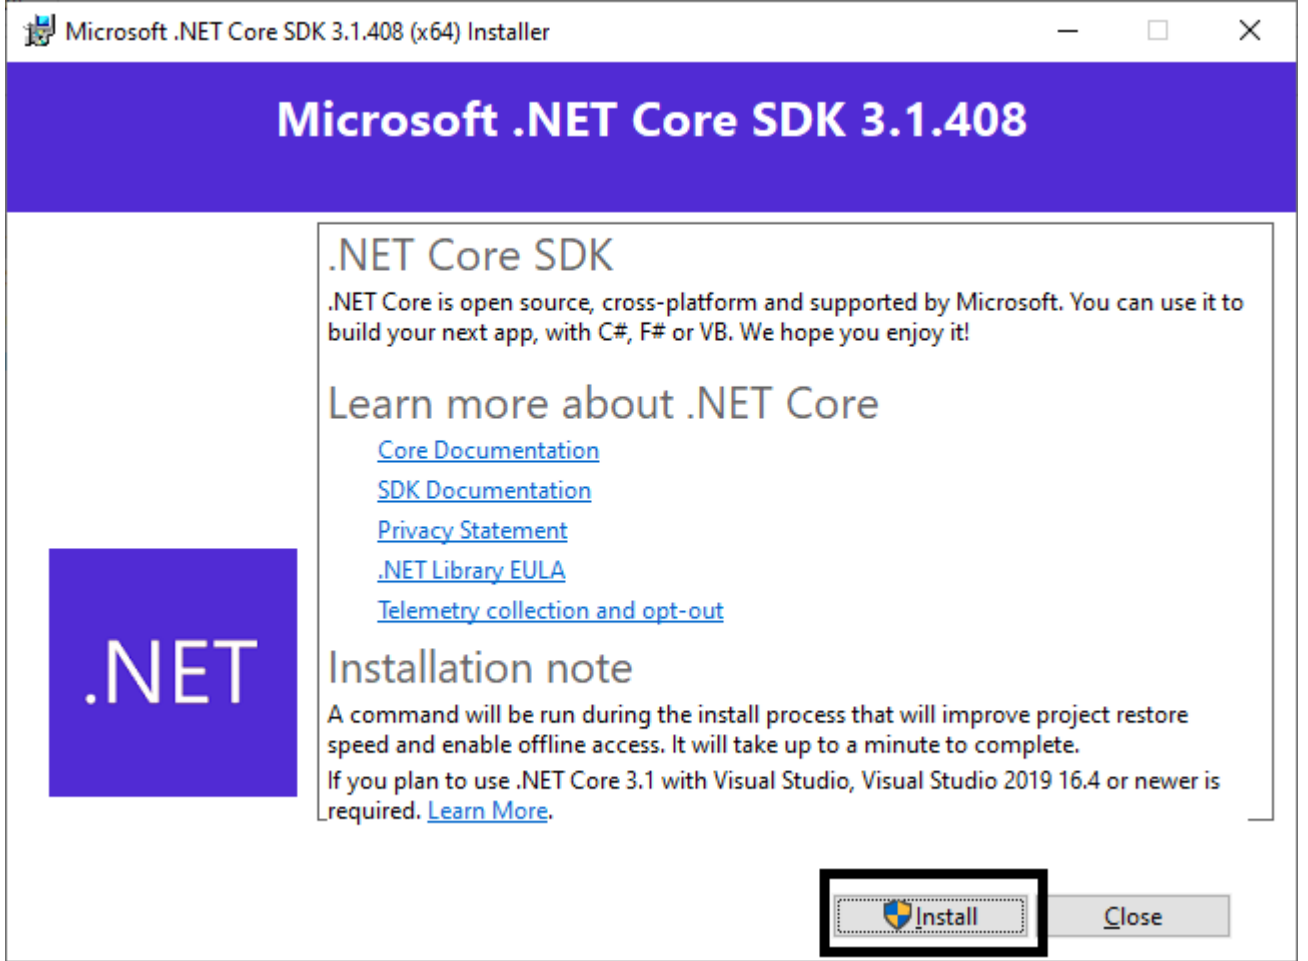 Microsoft .NET Core SDK 3.1.408 (x64) Installer
Microsoft .NET Core SDK 3.1.408
.NET Core SDK
.NET Core is open source, cross-platform and supported by Microsoft. You can use it to
build your next app, with C#, F# or VB. We hope you enjoy it!
Learn more about .NET Core
Core Documentation
SDK Documentation
Privacy Statement
.NET Library EULA
Telemetry collection and opt-out
.NET
Installation note
A command will be run during the install process that will improve project restore
speed and enable offline access. It will take up to a minute to complete.
If you plan to use .NET Core 3.1 with Visual Studio, Visual Studio 2019 16.4 or newer is
required. Learn More.
Install
Close